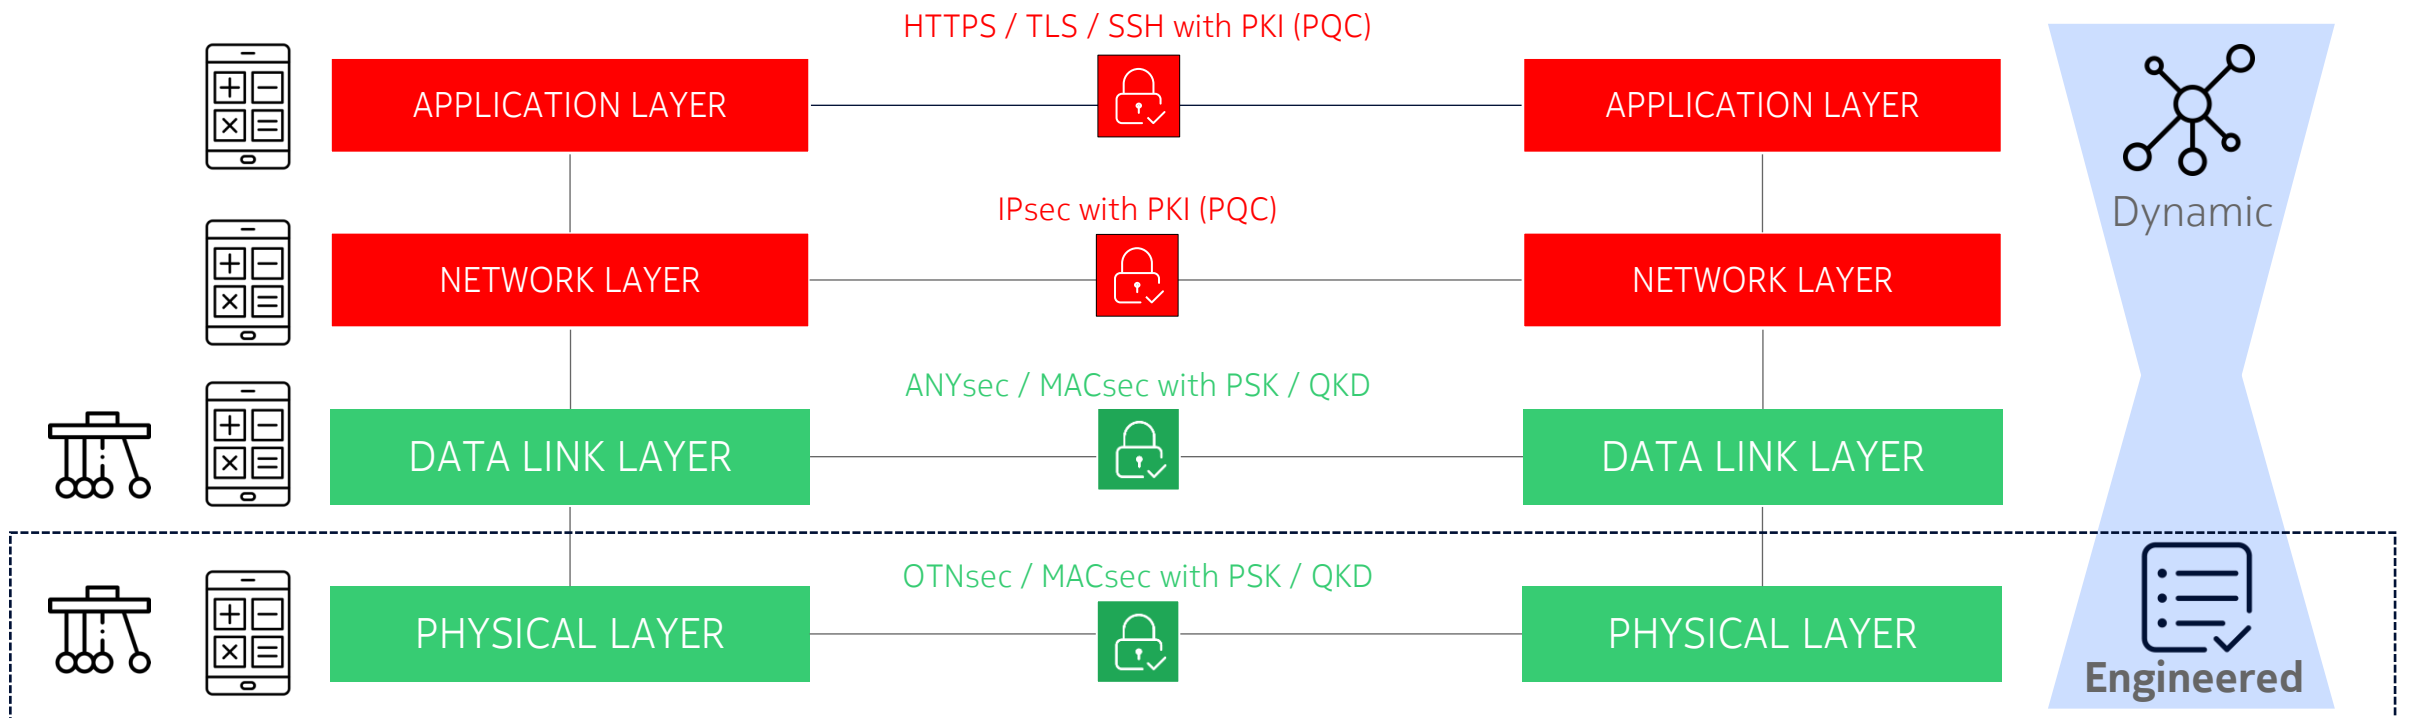 HTTPS / TLS / SSH with PKI (PQC)
APPLICATION LAYER
APPLICATION LAYER
Dynamic
IPsec with PKI (PQC)
NETWORK LAYER
NETWORK LAYER
ANYsec / MACsec with PSK / QKD
DATA LINK LAYER
DATA LINK LAYER
OTNsec / MACsec with PSK / QKD
PHYSICAL LAYER
PHYSICAL LAYER
Engineered